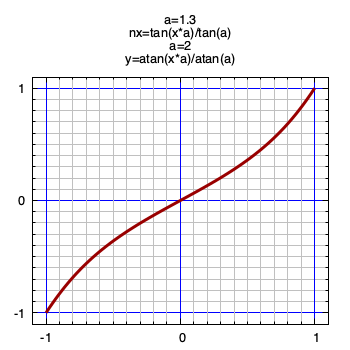 a=1.3
nx=tan(x*a)/tan(a)
a=2
y=atan(x*a)/atan(a)
1
0
-1
-1
0
1